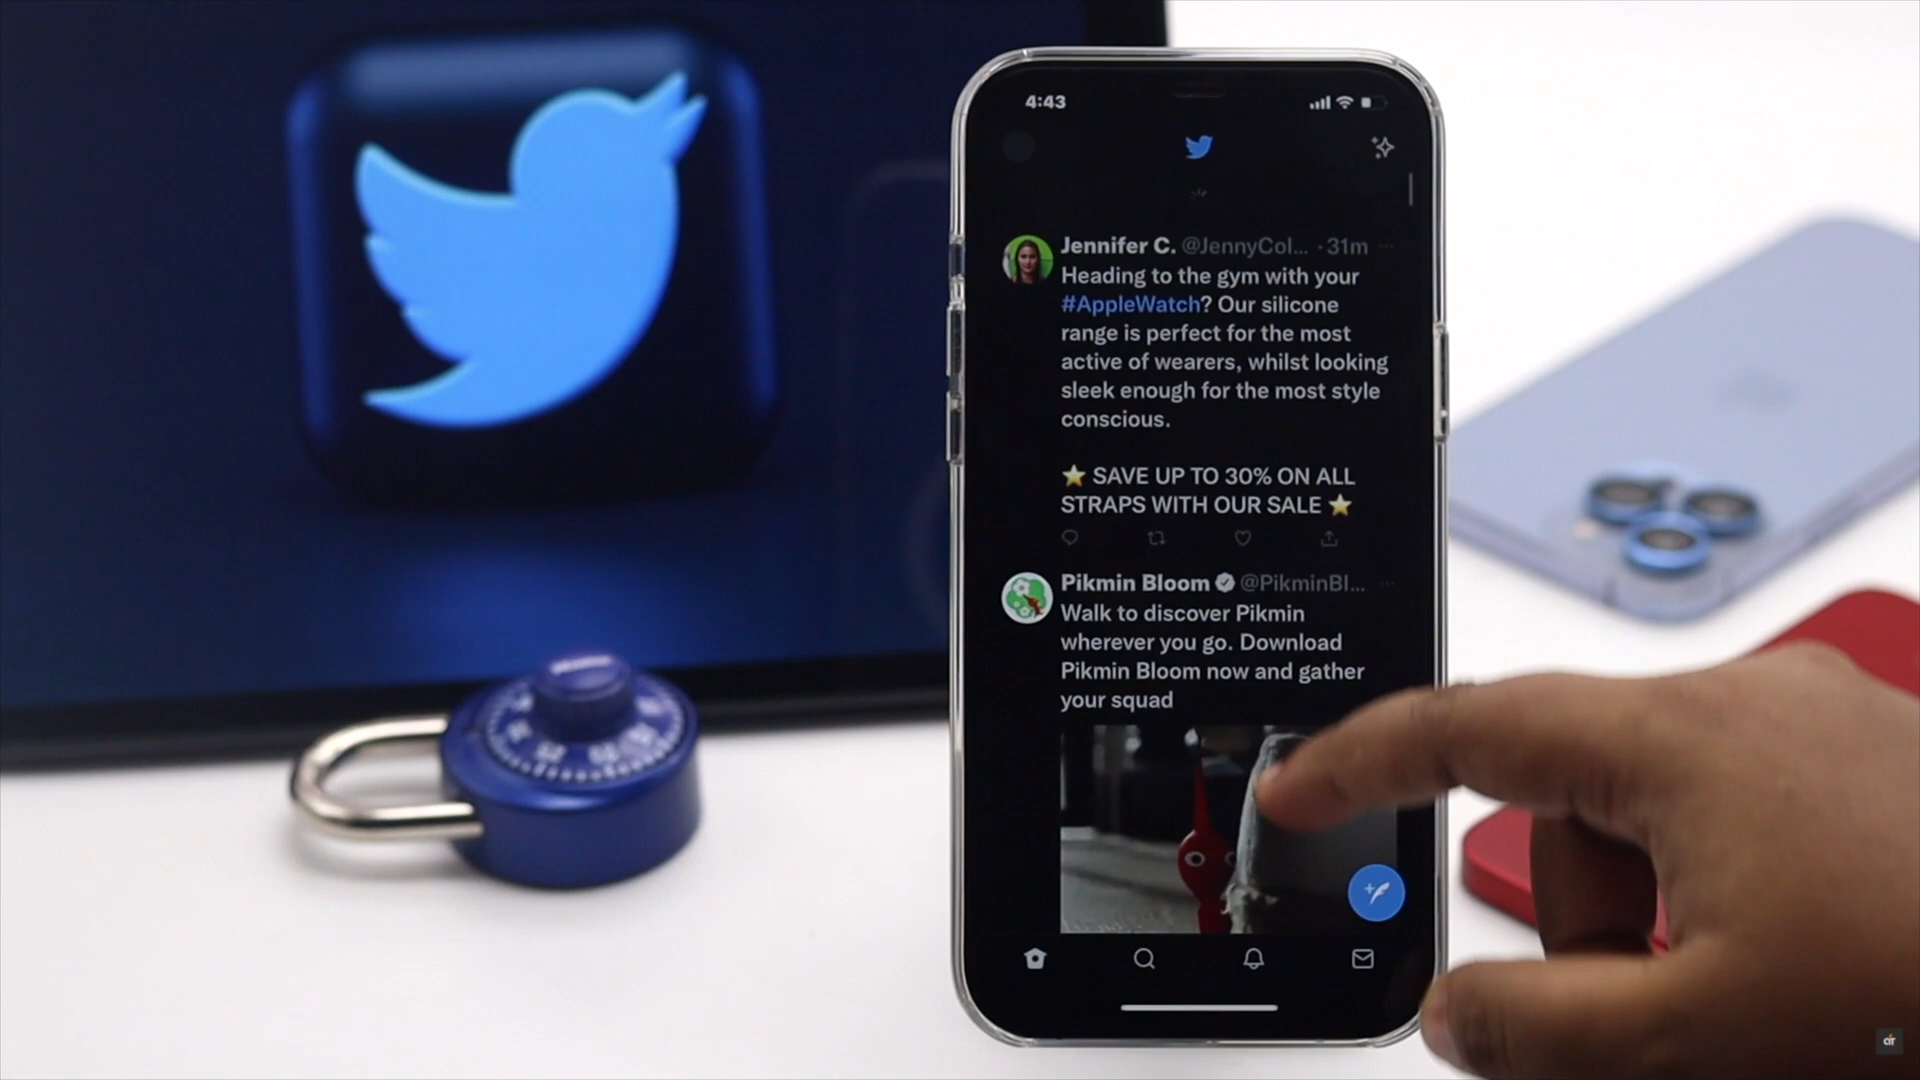 4:43
Jennifer C. @JennyCol... · 31m
Heading to the gym with your
#AppleWatch? Our silicone
range is perfect for the most
active of wearers, whilst looking
sleek enough for the most style
conscious.
⭐ SAVE UP TO 30% ON ALL
STRAPS WITH OUR SALE ⭐
Pikmin Bloom @PikminBl...
Walk to discover Pikmin
wherever you go. Download
Pikmin Bloom now and gather
your squad